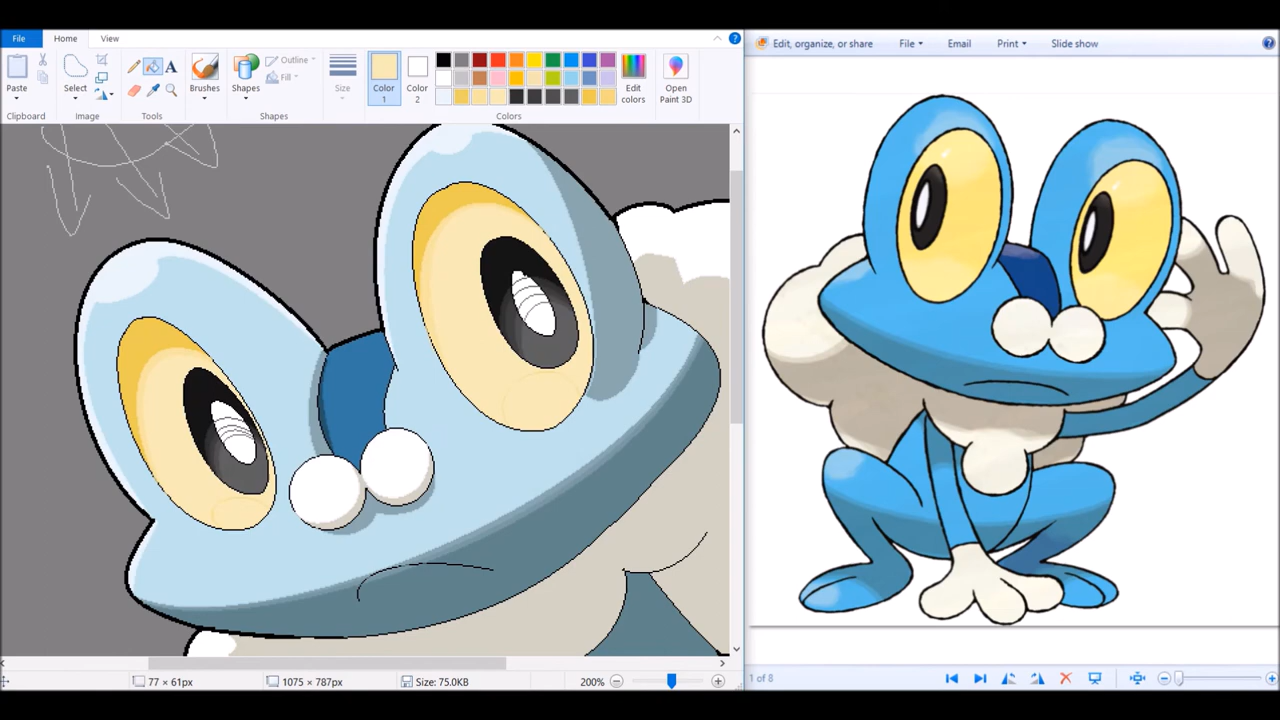 File Home View
Paste
Select
Brushes
Shapes
Outline
Fill
Size
Color
1
Color
2
Edit
colors
Open
Paint 3D
Clipboard Image Tools Shapes Colors
77 × 61px 1075 × 787px Size: 75.0KB 200%
Edit, organize, or share File Email Print Slide show
1 of 8